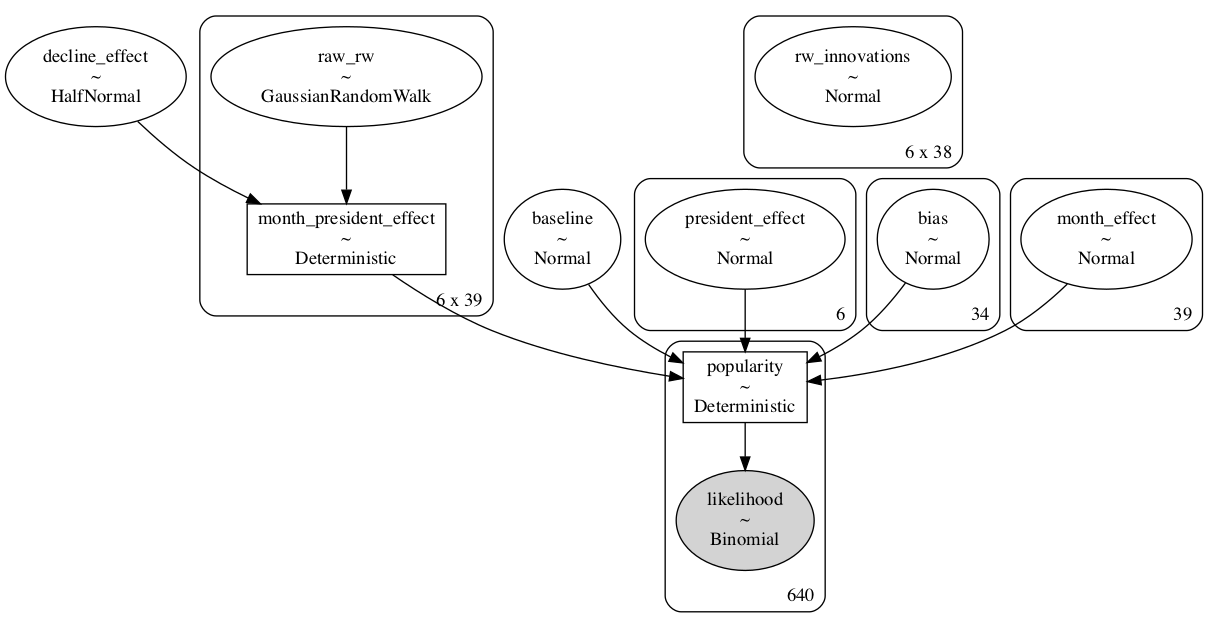 decline_effect
~
HalfNormal
raw_rw
~
GaussianRandomWalk
month_president_effect
~
Deterministic
6 x 39
rw_innovations
~
Normal
6 x 38
baseline
~
Normal
president_effect
~
Normal
6
bias
~
Normal
34
month_effect
~
Normal
39
popularity
~
Deterministic
likelihood
~
Binomial
640